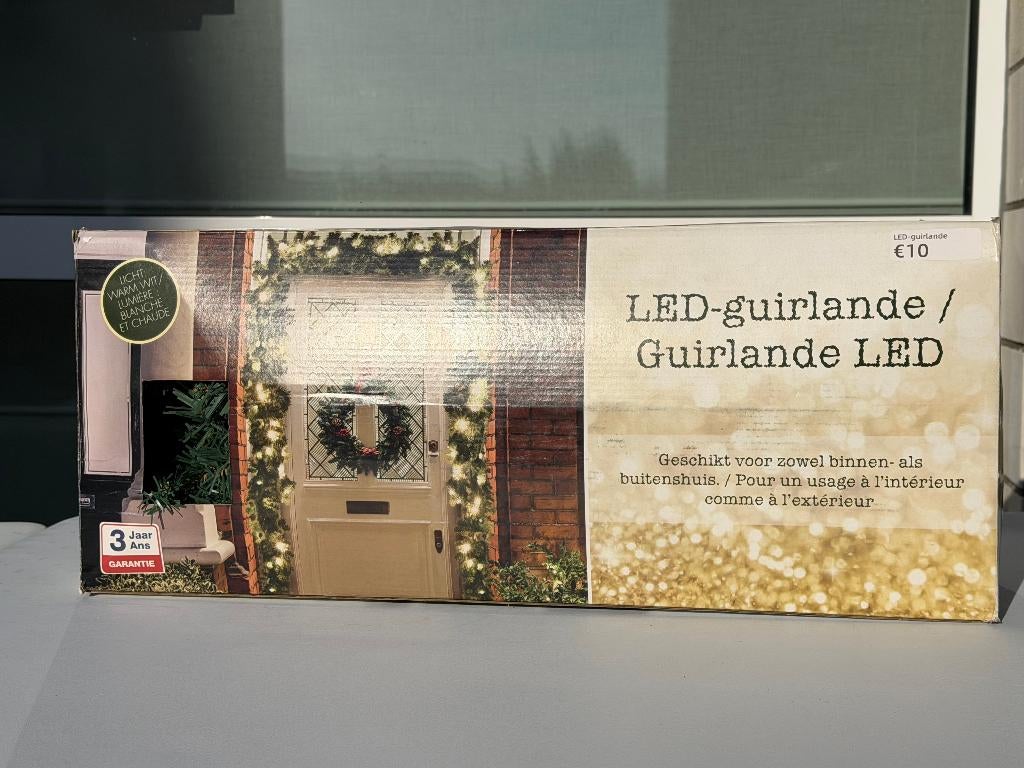 LICHT
WARM WIT /
LUMIÈRE
BLANCHE
ET CHAUDE
3 Jaar
Ans
GARANTIE
LED-guirlande
€10
LED-guirlande /
Guirlande LED
Geschikt voor zowel binnen- als
buitenshuis. / Pour un usage à l'intérieur
comme à l'extérieur